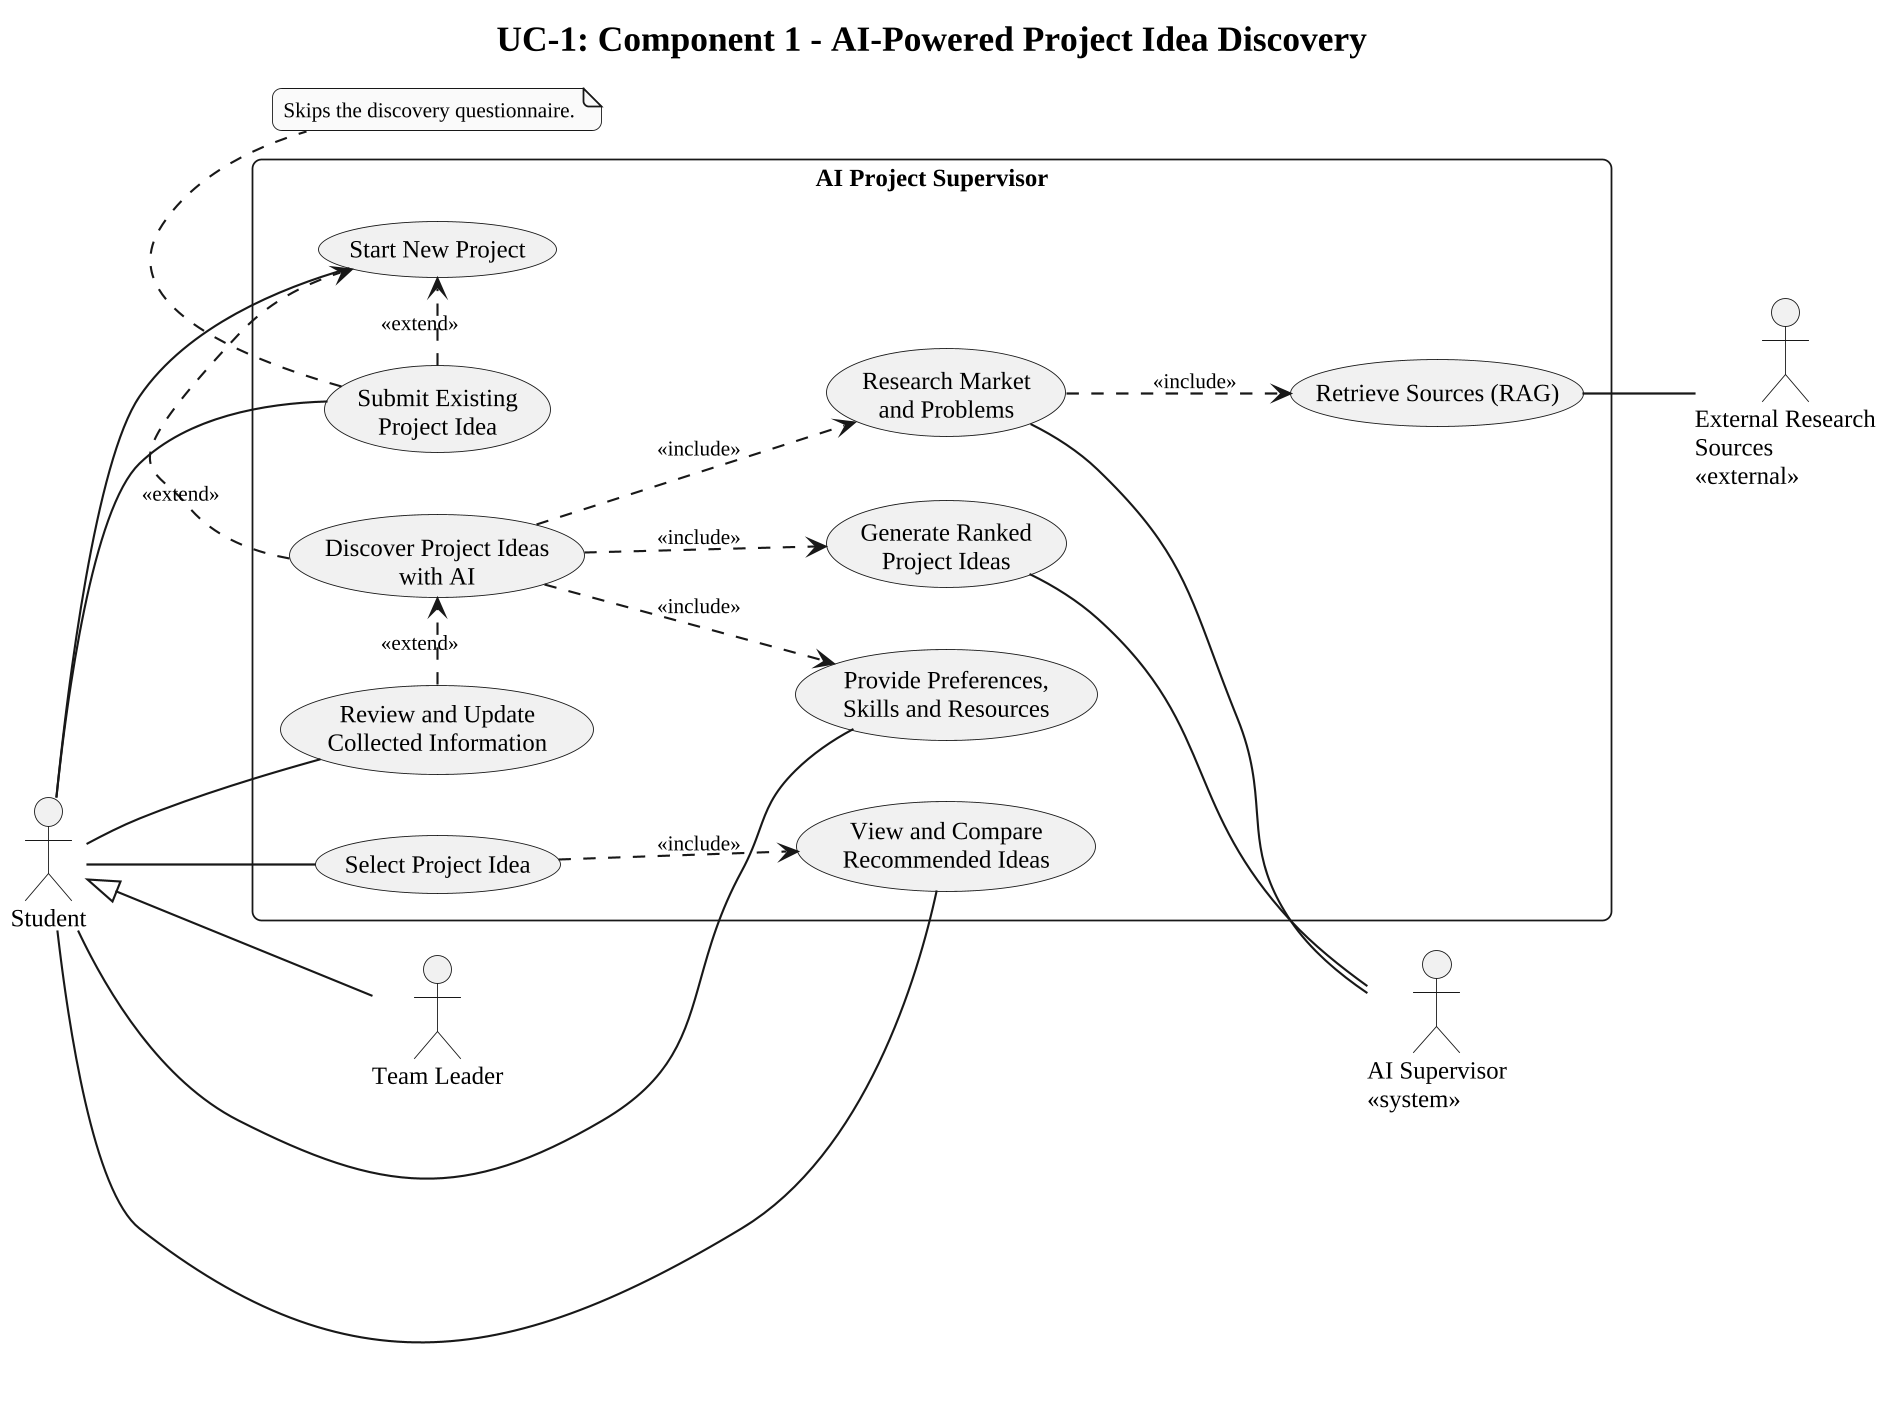 UC-1: Component 1 - AI-Powered Project Idea Discovery
Skips the discovery questionnaire.
AI Project Supervisor
Start New Project
«extend»
Submit Existing
Project Idea
Research Market
and Problems
«include»
Retrieve Sources (RAG)
External Research
Sources
«external»
«include»
«extend»
Discover Project Ideas
with AI
«include»
Generate Ranked
Project Ideas
«include»
«extend»
Provide Preferences,
Skills and Resources
Review and Update
Collected Information
Select Project Idea
«include»
View and Compare
Recommended Ideas
Student
Team Leader
AI Supervisor
«system»